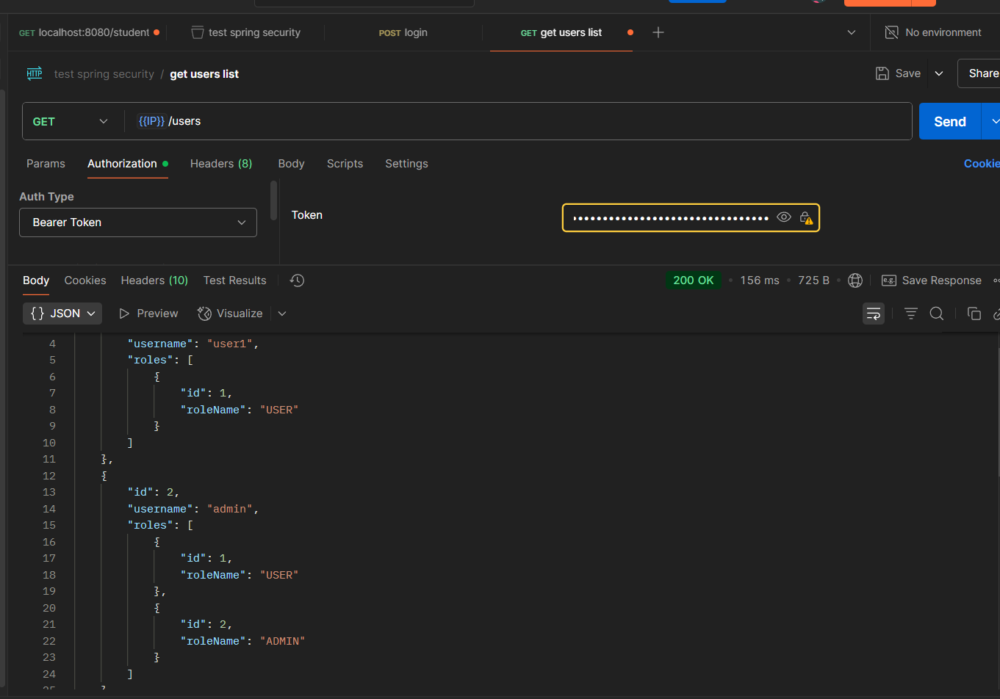 GET localhost:8080/student
test spring security
POST login
GET get users list
No environment
HTTP test spring security / get users list
Save
Share
GET
{{IP}} /users
Send
Params
Authorization
Headers (8)
Body
Scripts
Settings
Cookie
Auth Type
Bearer Token
Token
Body
Cookies
Headers (10)
Test Results
200 OK
156 ms
725 B
e.g. Save Response
{} JSON
Preview
Visualize
4 "username": "user1",
5 "roles": [
6 {
7 "id": 1,
8 "roleName": "USER"
9 }
10 ]
11 },
12 {
13 "id": 2,
14 "username": "admin",
15 "roles": [
16 {
17 "id": 1,
18 "roleName": "USER"
19 },
20 {
21 "id": 2,
22 "roleName": "ADMIN"
23 }
24 ]
25 }